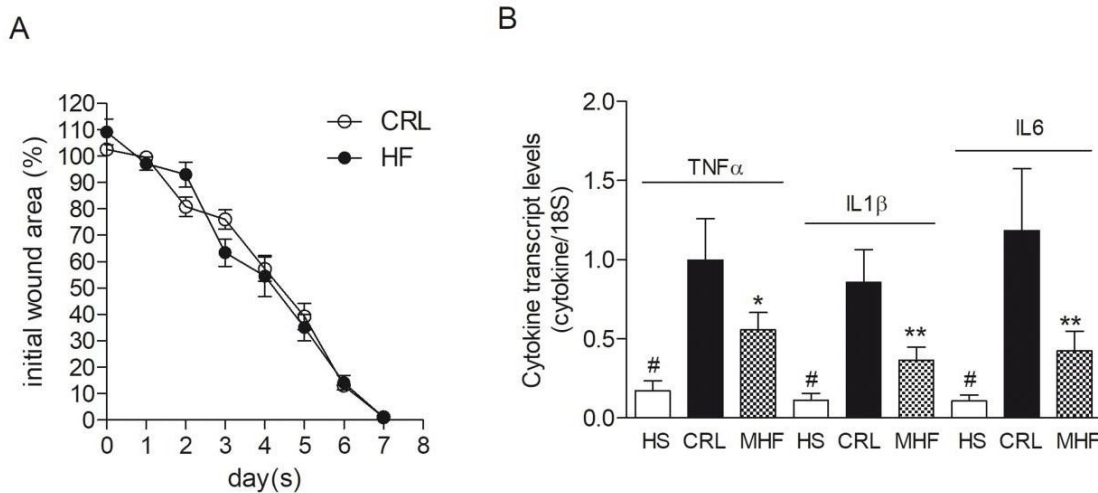 A
initial wound area (%)
120
110
100
90
80
70
60
50
40
30
20
10
0
0 1 2 3 4 5 6 7 8
day(s)
CRL
HF
B
Cytokine transcript levels
(cytokine/18S)
2.0
1.5
1.0
0.5
0.0
TNFα
IL1β
IL6
# * # ** # **
HS CRL MHF HS CRL MHF HS CRL MHF